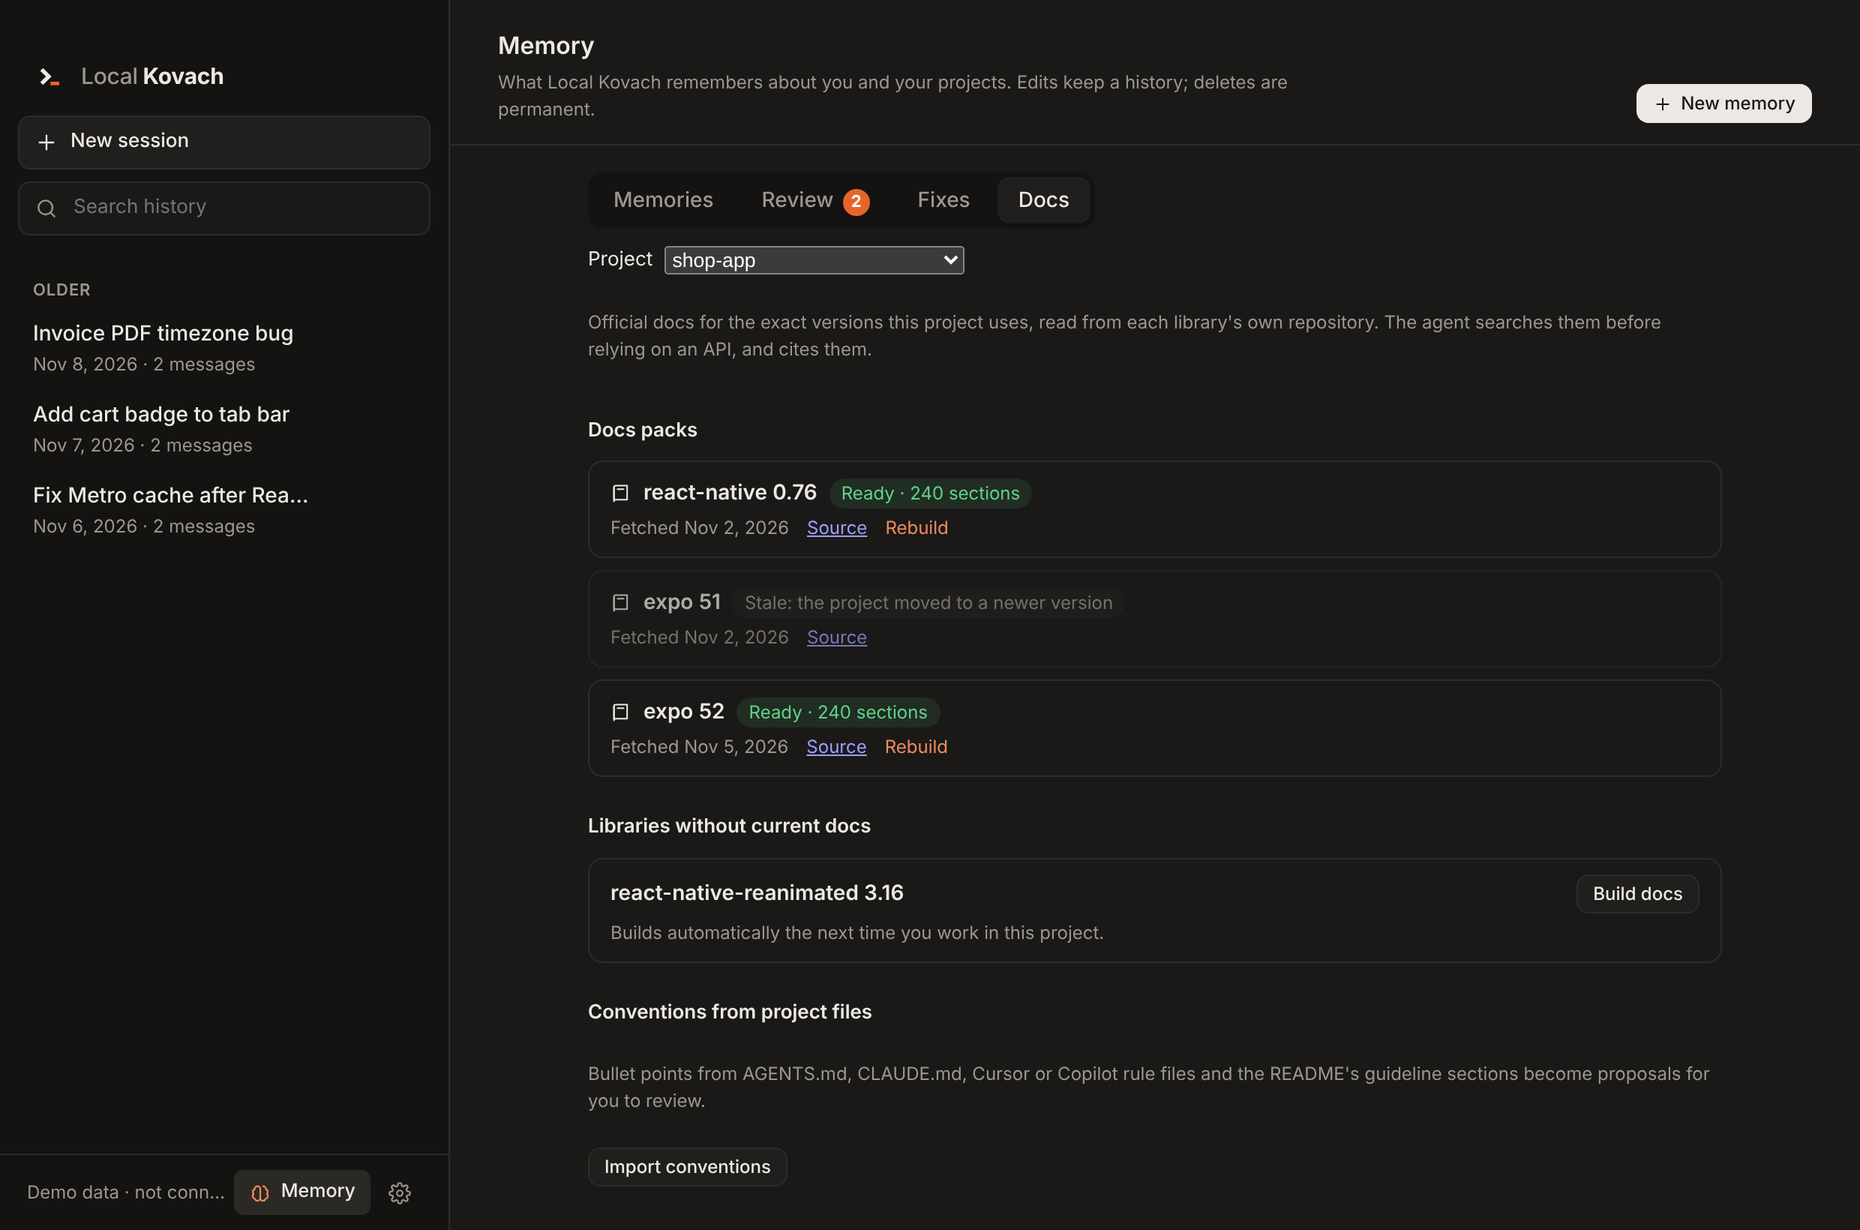 Local Kovach
New session
Search history
OLDER
Invoice PDF timezone bug
Nov 8, 2026 · 2 messages
Add cart badge to tab bar
Nov 7, 2026 · 2 messages
Fix Metro cache after Rea...
Nov 6, 2026 · 2 messages
Demo data · not conn...
Memory
Memory
What Local Kovach remembers about you and your projects. Edits keep a history; deletes are
permanent.
New memory
Memories Review 2 Fixes Docs
Project shop-app
Official docs for the exact versions this project uses, read from each library's own repository. The agent searches them before
relying on an API, and cites them.
Docs packs
react-native 0.76 Ready · 240 sections
Fetched Nov 2, 2026 Source Rebuild
expo 51 Stale: the project moved to a newer version
Fetched Nov 2, 2026 Source
expo 52 Ready · 240 sections
Fetched Nov 5, 2026 Source Rebuild
Libraries without current docs
react-native-reanimated 3.16
Build docs
Builds automatically the next time you work in this project.
Conventions from project files
Bullet points from AGENTS.md, CLAUDE.md, Cursor or Copilot rule files and the README's guideline sections become proposals for
you to review.
Import conventions